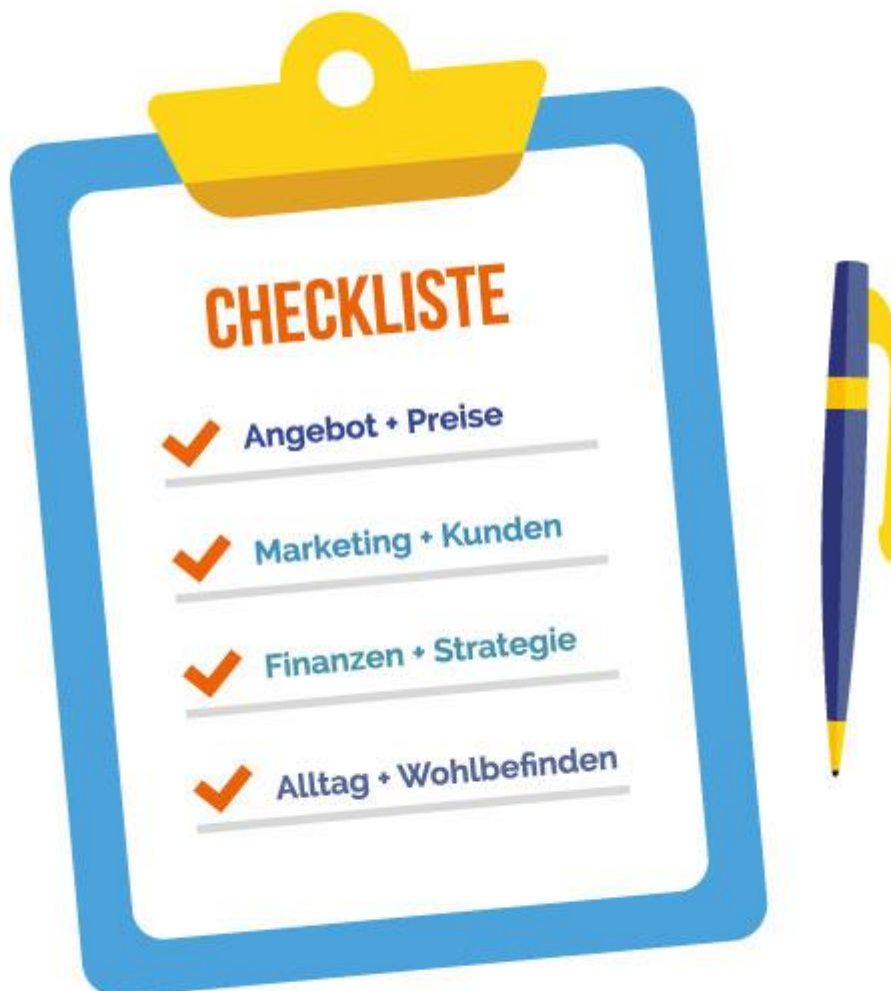 CHECKLISTE
Angebot + Preise
Marketing + Kunden
Finanzen + Strategie
Alltag + Wohlbefinden